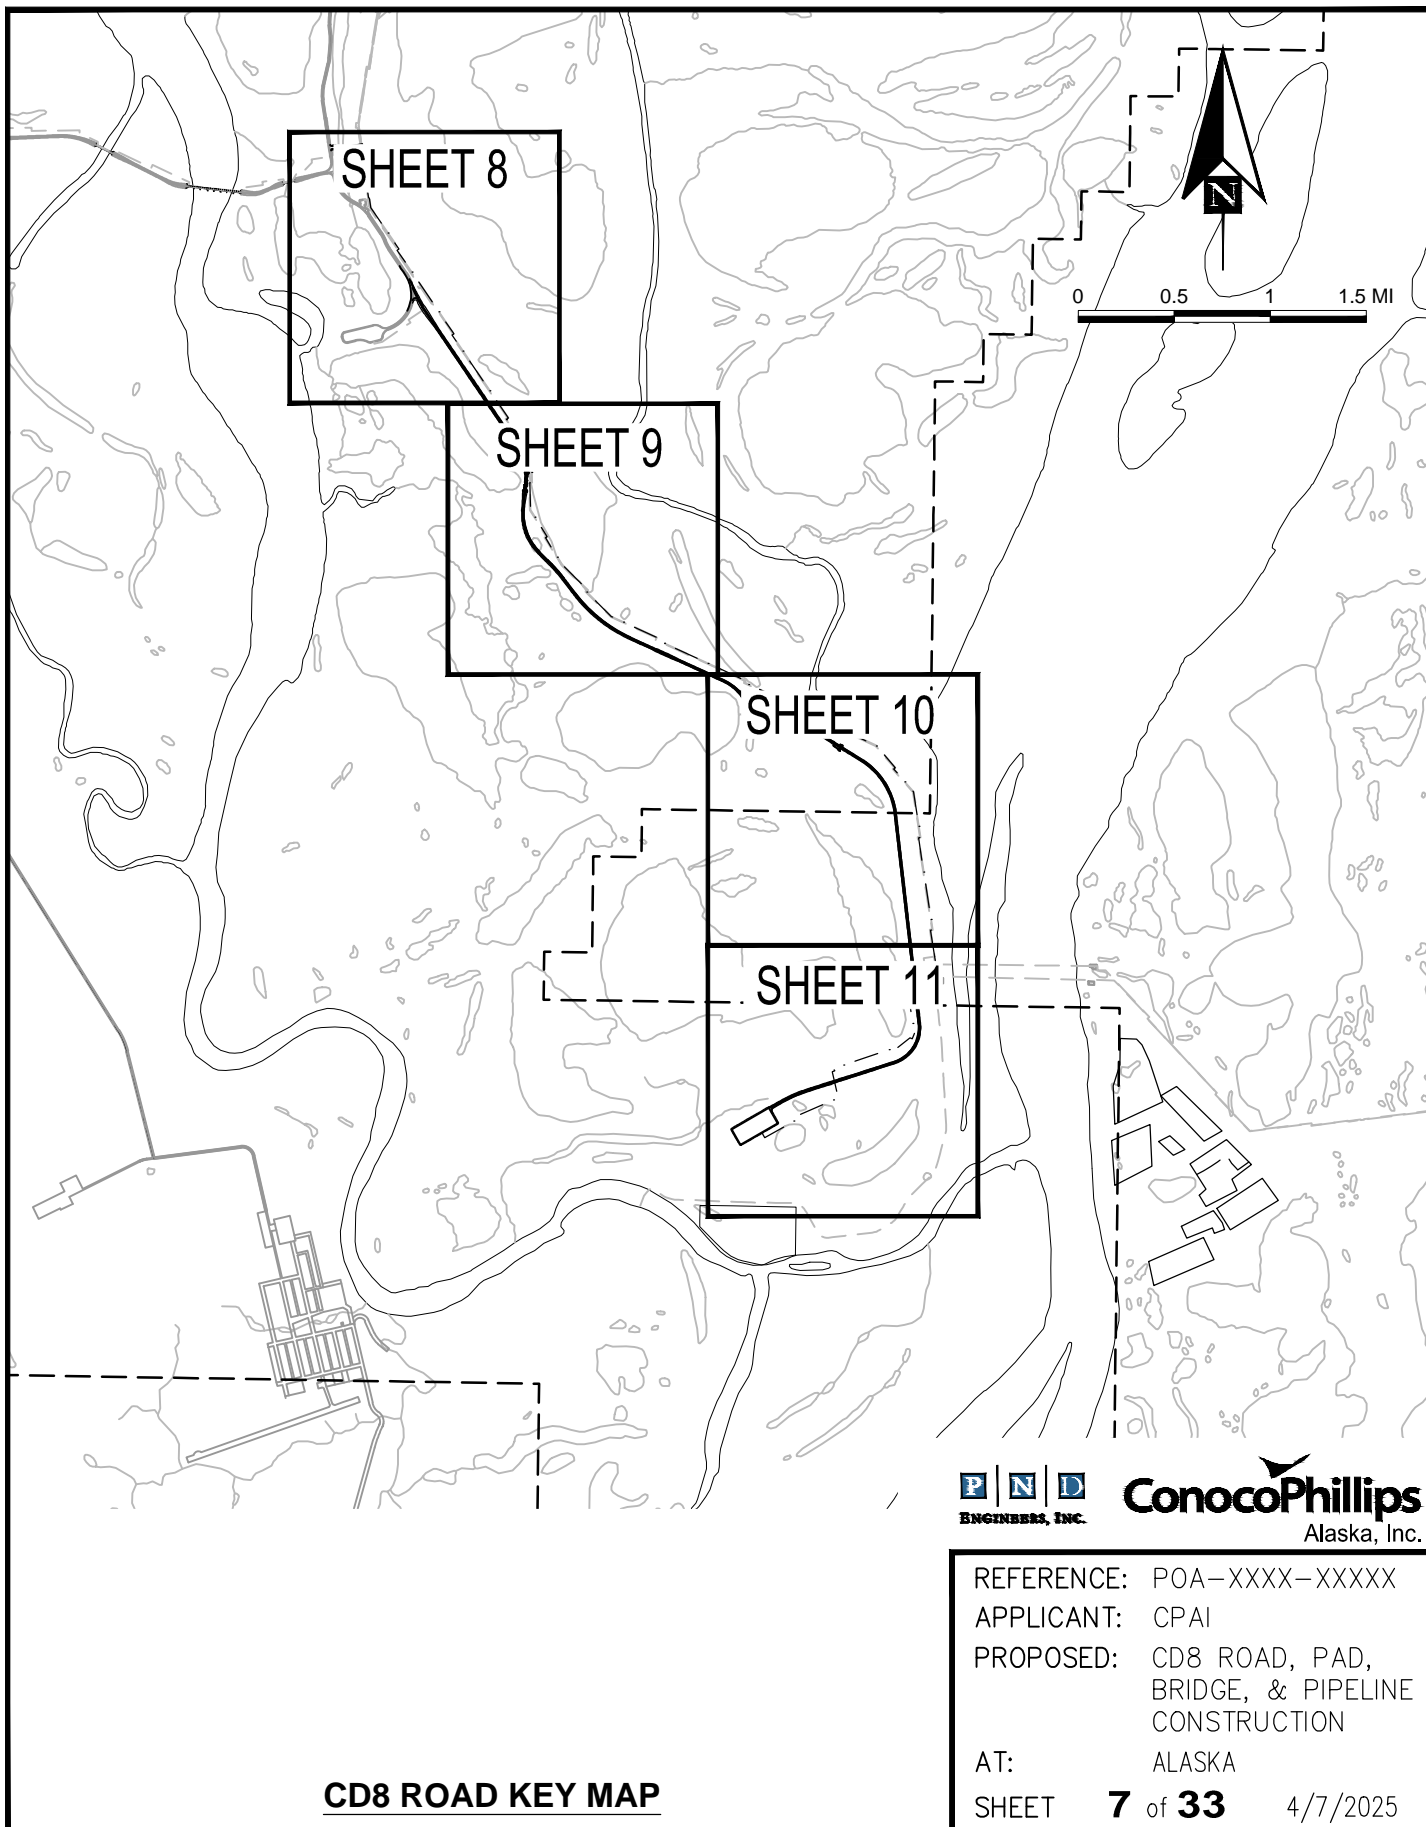 SHEET 8
N
0 0.5 1 1.5 MI
SHEET 9
SHEET 10
SHEET 11
P N D
ENGINEERS, INC.
ConocoPhillips
Alaska, Inc.
REFERENCE: POA-XXXX-XXXXX
APPLICANT: CPAI
PROPOSED: CD8 ROAD, PAD,
BRIDGE, & PIPELINE
CONSTRUCTION
AT: ALASKA
SHEET 7 of 33 4/7/2025
CD8 ROAD KEY MAP